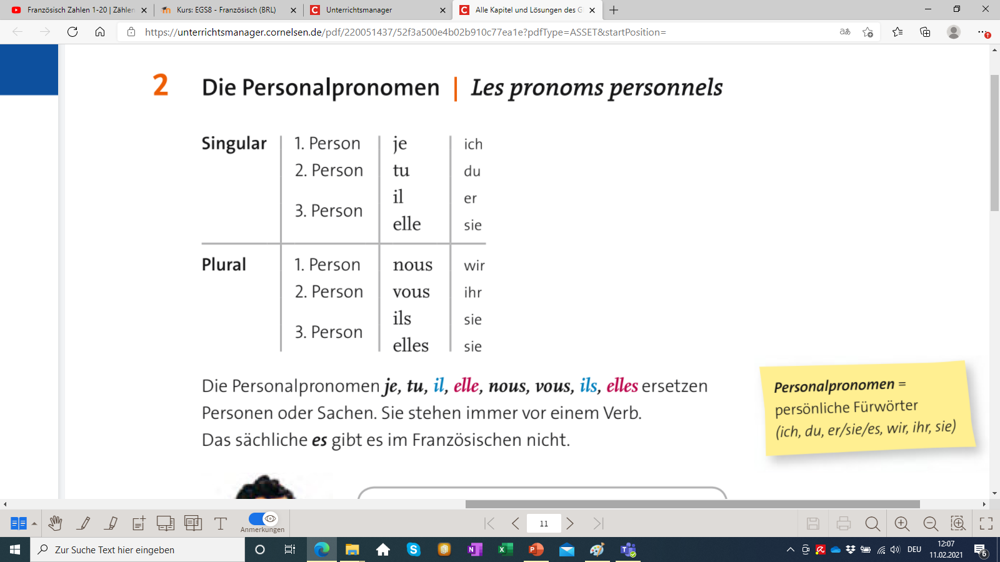 Französisch Zahlen 1-20 | Zählen
Kurs: EGS8 - Französisch (BRL)
Unterrichtsmanager
Alle Kapitel und Lösungen des G
https://unterrichtsmanager.cornelsen.de/pdf/220051437/52f3a500e4b02b910c77ea1e?pdfType=ASSET&startPosition=
2 Die Personalpronomen | Les pronoms personnels
Singular 1. Person je ich
2. Person tu du
3. Person il er
elle sie
Plural 1. Person nous wir
2. Person vous ihr
3. Person ils sie
elles sie
Die Personalpronomen je, tu, il, elle, nous, vous, ils, elles ersetzen
Personen oder Sachen. Sie stehen immer vor einem Verb.
Das sächliche es gibt es im Französischen nicht.
Personalpronomen =
persönliche Fürwörter
(ich, du, er/sie/es, wir, ihr, sie)
Anmerkungen
11
Zur Suche Text hier eingeben
DEU
12:07
11.02.2021
6